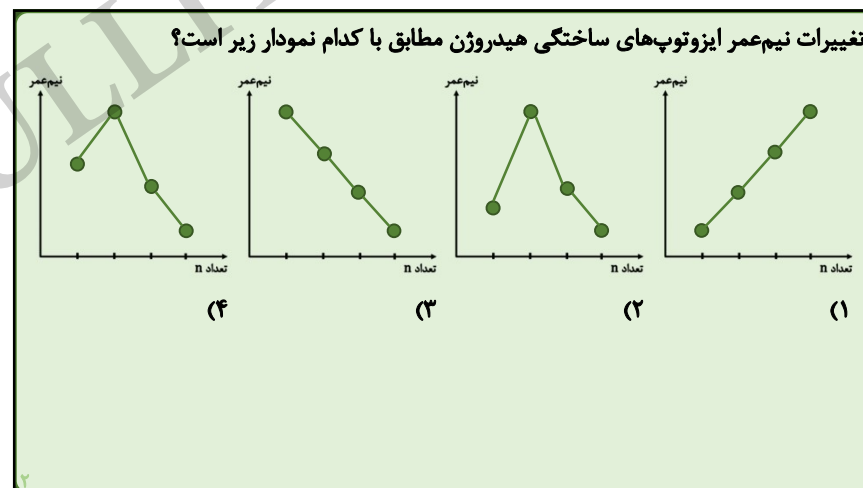 تغییرات نیم‌عمر ایزوتوپ‌های ساختگی هیدروژن مطابق با کدام نمودار زیر است؟
نیم‌عمر نیم‌عمر نیم‌عمر نیم‌عمر
تعداد n تعداد n تعداد n تعداد n
۱) ۲) ۳) ۴)
۲